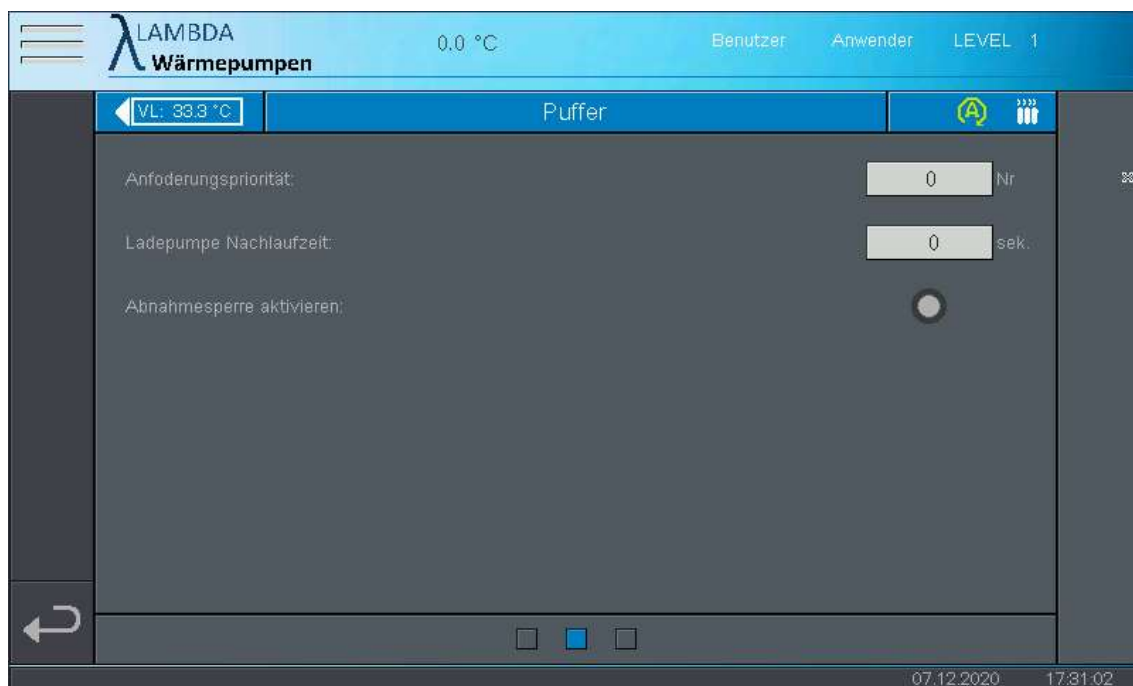 LAMBDA
Wärmepumpen
0.0 °C
Benutzer Anwender LEVEL 1
VL: 33.3 °C
Puffer
A
Anfoderungspriorität:
0 Nr
Ladepumpe Nachlaufzeit:
0 sek.
Abnahmesperre aktivieren:
07.12.2020 17:31:02